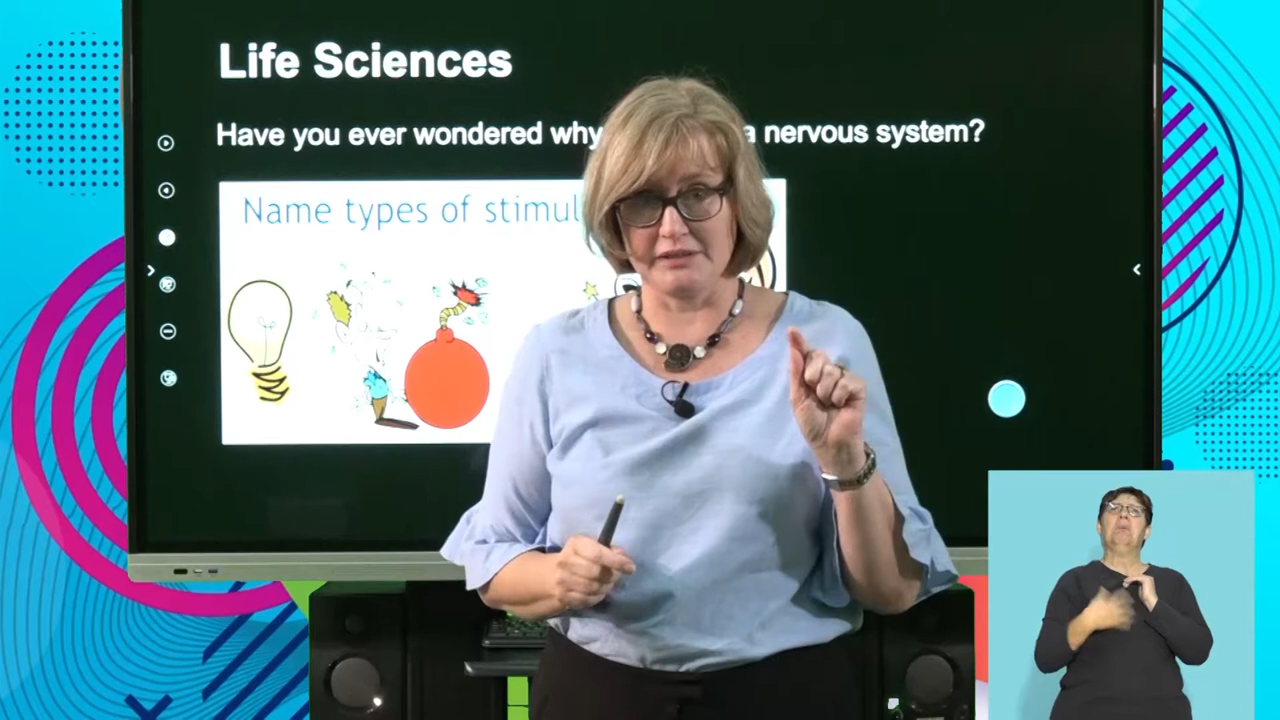 Life Sciences
Have you ever wondered why a nervous system?
Name types of stimul